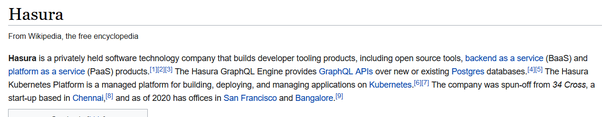 Hasura
From Wikipedia, the free encyclopedia
Hasura is a privately held software technology company that builds developer tooling products, including open source tools, backend as a service (BaaS) and
platform as a service (PaaS) products.[1][2][3] The Hasura GraphQL Engine provides GraphQL APIs over new or existing Postgres databases.[4][5] The Hasura
Kubernetes Platform is a managed platform for building, deploying, and managing applications on Kubernetes.[6][7] The company was spun-off from 34 Cross, a
start-up based in Chennai,[8] and as of 2020 has offices in San Francisco and Bangalore.[9]